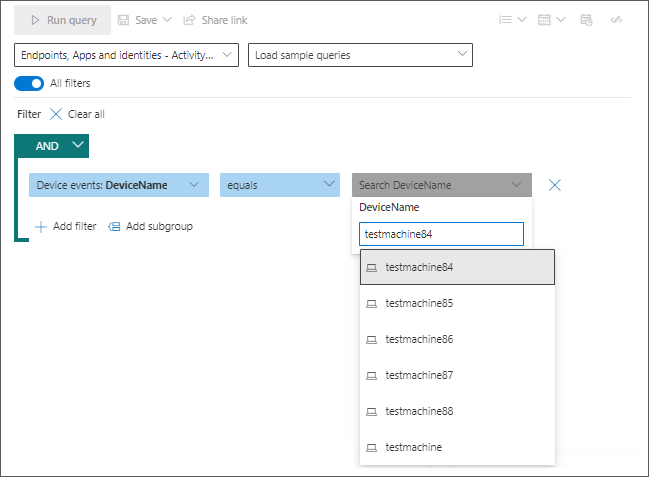 Run query Save Share link
Endpoints, Apps and identities - Activity... Load sample queries
All filters
Filter Clear all
AND
Device events: DeviceName equals Search DeviceName
DeviceName
Add filter Add subgroup
testmachine84
testmachine84
testmachine85
testmachine86
testmachine87
testmachine88
testmachine